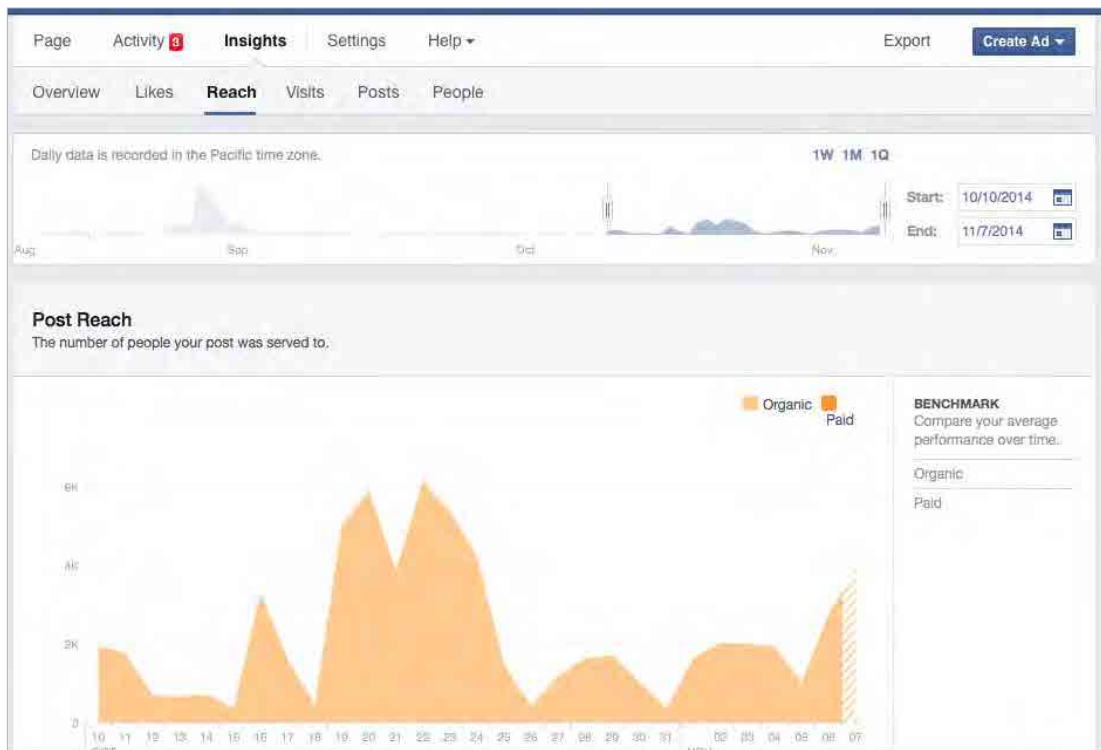 Page Activity 3 Insights Settings Help Export Create Ad
Overview Likes Reach Visits Posts People
Daily data is recorded in the Pacific time zone.
1W 1M 1Q
Start: 10/10/2014
End: 11/7/2014
Aug Sep Oct Nov
Post Reach
The number of people your post was served to.
Organic
Paid
BENCHMARK
Compare your average
performance over time.
Organic
Paid
6K
4K
2K
0
10 11 12 13 14 15 16 17 18 19 20 21 22 23 24 25 26 27 28 29 30 31 02 03 04 05 06 07